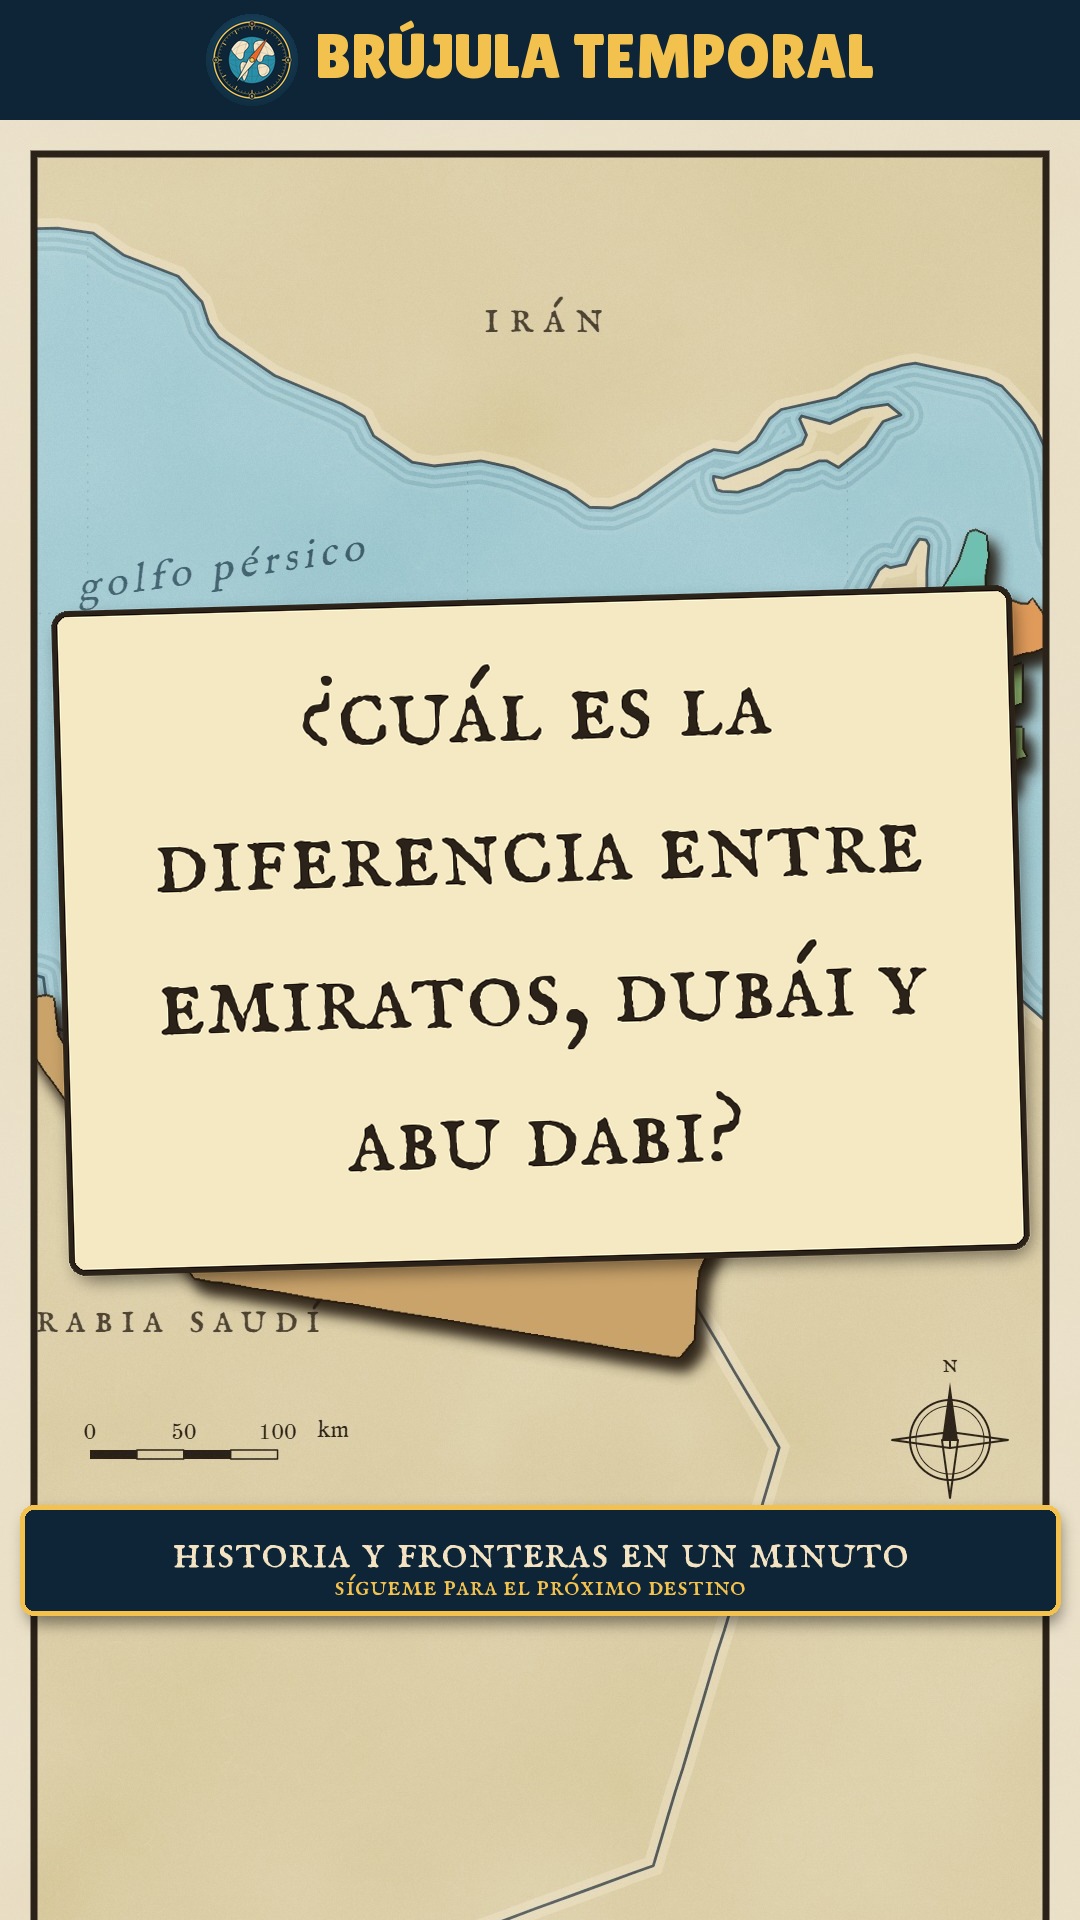 BRÚJULA TEMPORAL
IRÁN
golfo pérsico
¿CUÁL ES LA
DIFERENCIA ENTRE
EMIRATOS, DUBÁI Y
ABU DABI?
RABIA SAUDÍ
N
0 50 100 km
HISTORIA Y FRONTERAS EN UN MINUTO
SÍGUEME PARA EL PRÓXIMO DESTINO